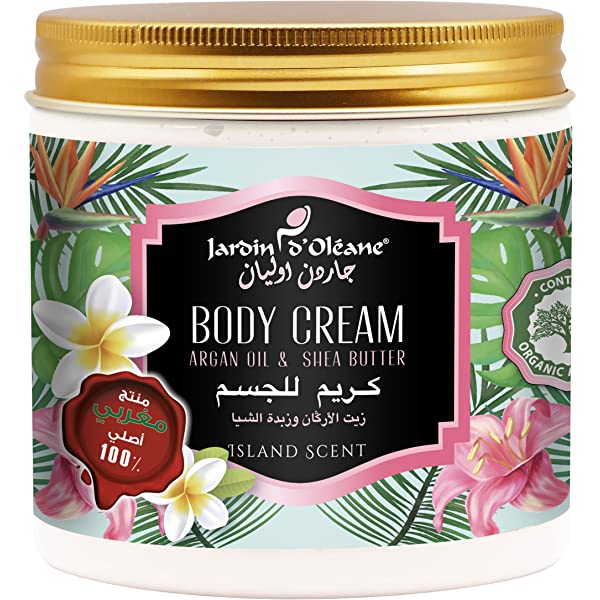 Jardin d'Oléane®
جاردن اوليان
BODY CREAM
ARGAN OIL & SHEA BUTTER
كريم للجسم
زيت الأركان وزبدة الشيا
ISLAND SCENT
منتج
مغربي
أصلي
100%
ORGANIC